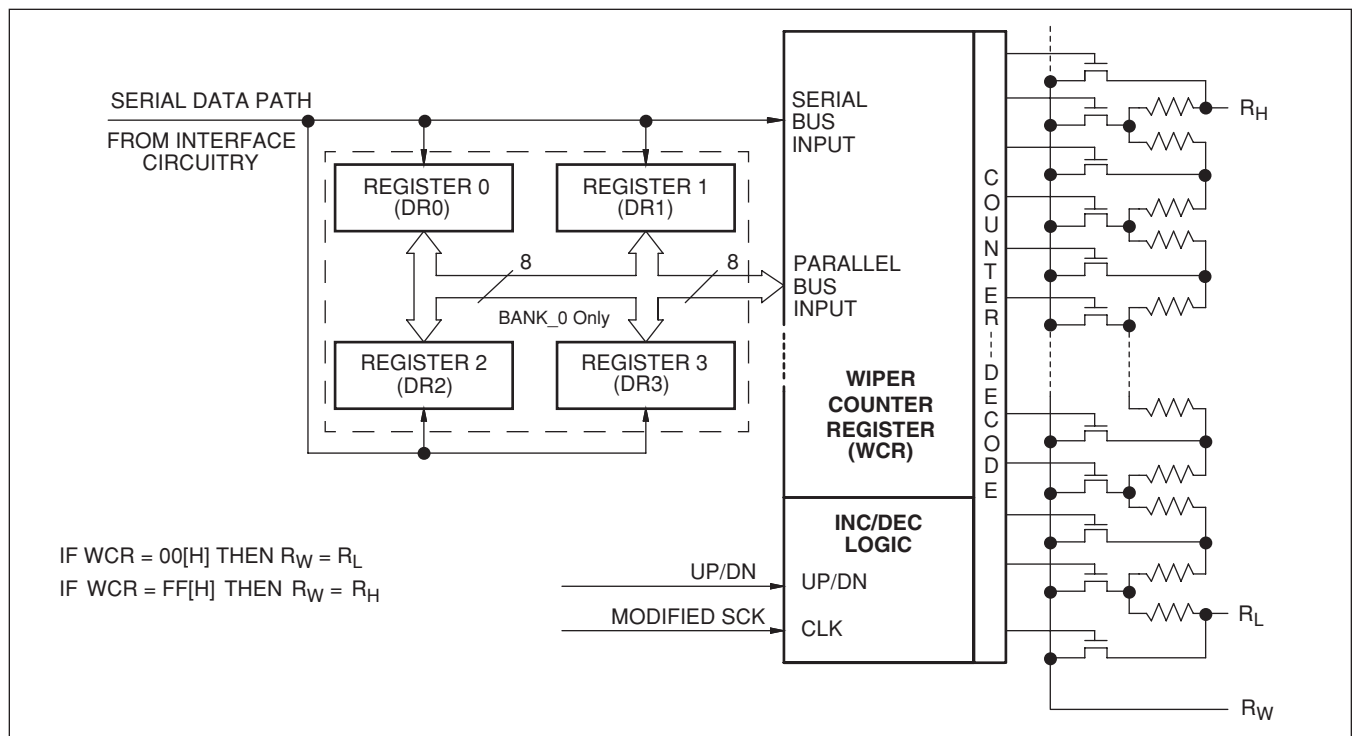 SERIAL DATA PATH
FROM INTERFACE
CIRCUITRY
REGISTER 0
(DR0)
REGISTER 1
(DR1)
8
8
BANK_0 Only
REGISTER 2
(DR2)
REGISTER 3
(DR3)
SERIAL
BUS
INPUT
PARALLEL
BUS
INPUT
WIPER
COUNTER
REGISTER
(WCR)
INC/DEC
LOGIC
UP/DN
UP/DN
MODIFIED SCK
CLK
COUNTER
DECODE
RH
RL
RW
IF WCR = 00[H] THEN RW = RL
IF WCR = FF[H] THEN RW = RH